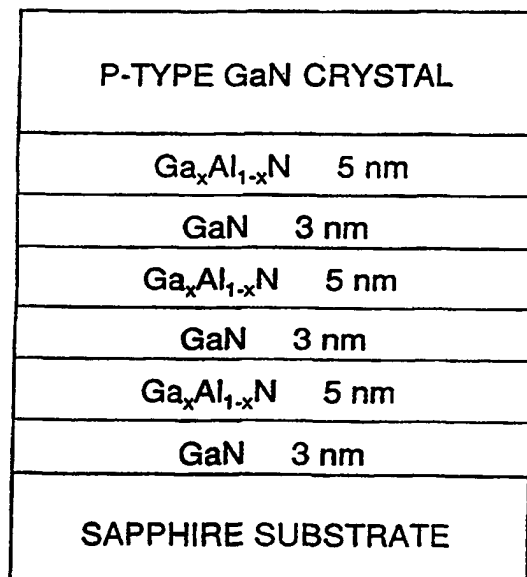 P-TYPE GaN CRYSTAL
GaₓAl₁₋ₓN 5 nm
GaN 3 nm
GaₓAl₁₋ₓN 5 nm
GaN 3 nm
GaₓAl₁₋ₓN 5 nm
GaN 3 nm
SAPPHIRE SUBSTRATE